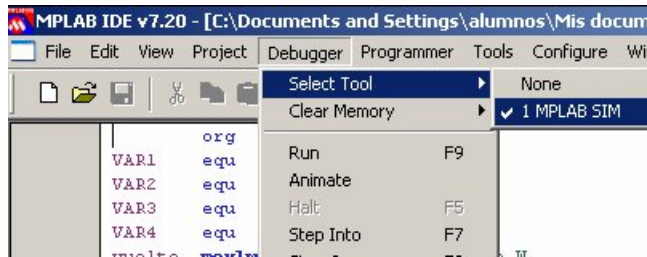 MPLAB IDE v7.20 - [C:\Documents and Settings\alumnos\Mis docum
File Edit View Project Debugger Programmer Tools Configure Wi
Select Tool None
Clear Memory 1 MPLAB SIM
org
VAR1 equ Run F9
VAR2 equ Animate
VAR3 equ Halt F5
VAR4 equ Step Into F7